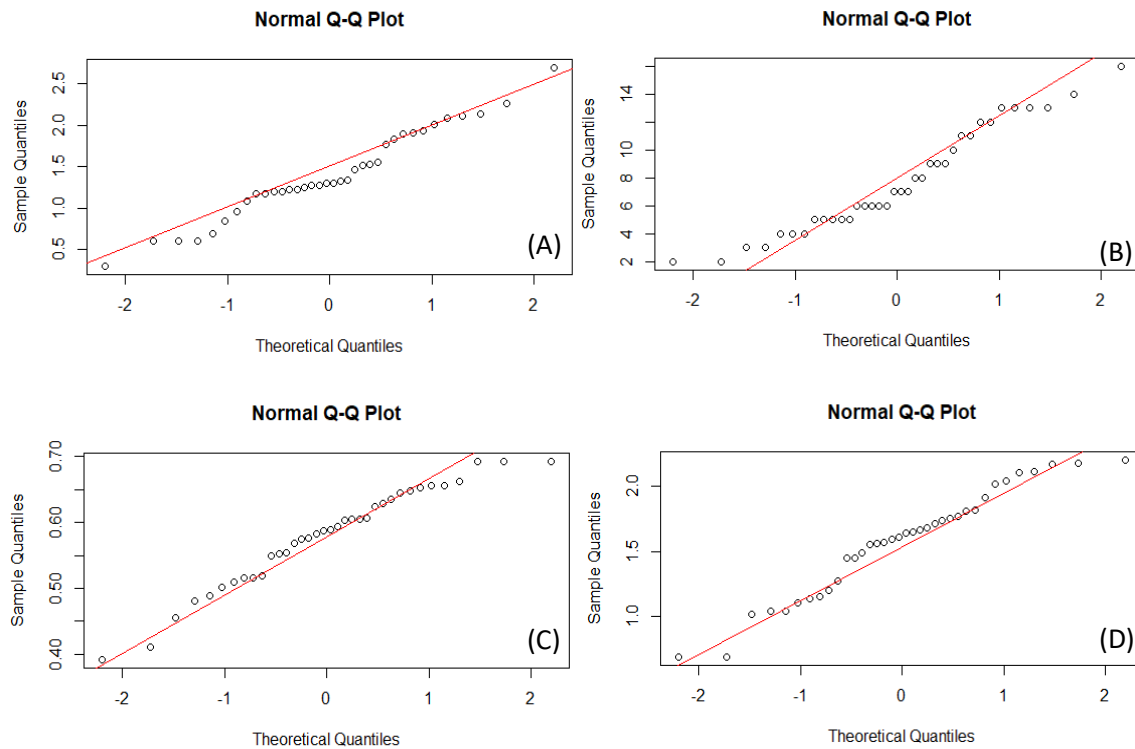 Normal Q-Q Plot
Sample Quantiles
0.5 1.0 1.5 2.0 2.5
(A)
-2 -1 0 1 2
Theoretical Quantiles
Normal Q-Q Plot
Sample Quantiles
2 4 6 8 10 14
(B)
-2 -1 0 1 2
Theoretical Quantiles
Normal Q-Q Plot
Sample Quantiles
0.40 0.50 0.60 0.70
(C)
-2 -1 0 1 2
Theoretical Quantiles
Normal Q-Q Plot
Sample Quantiles
1.0 1.5 2.0
(D)
-2 -1 0 1 2
Theoretical Quantiles